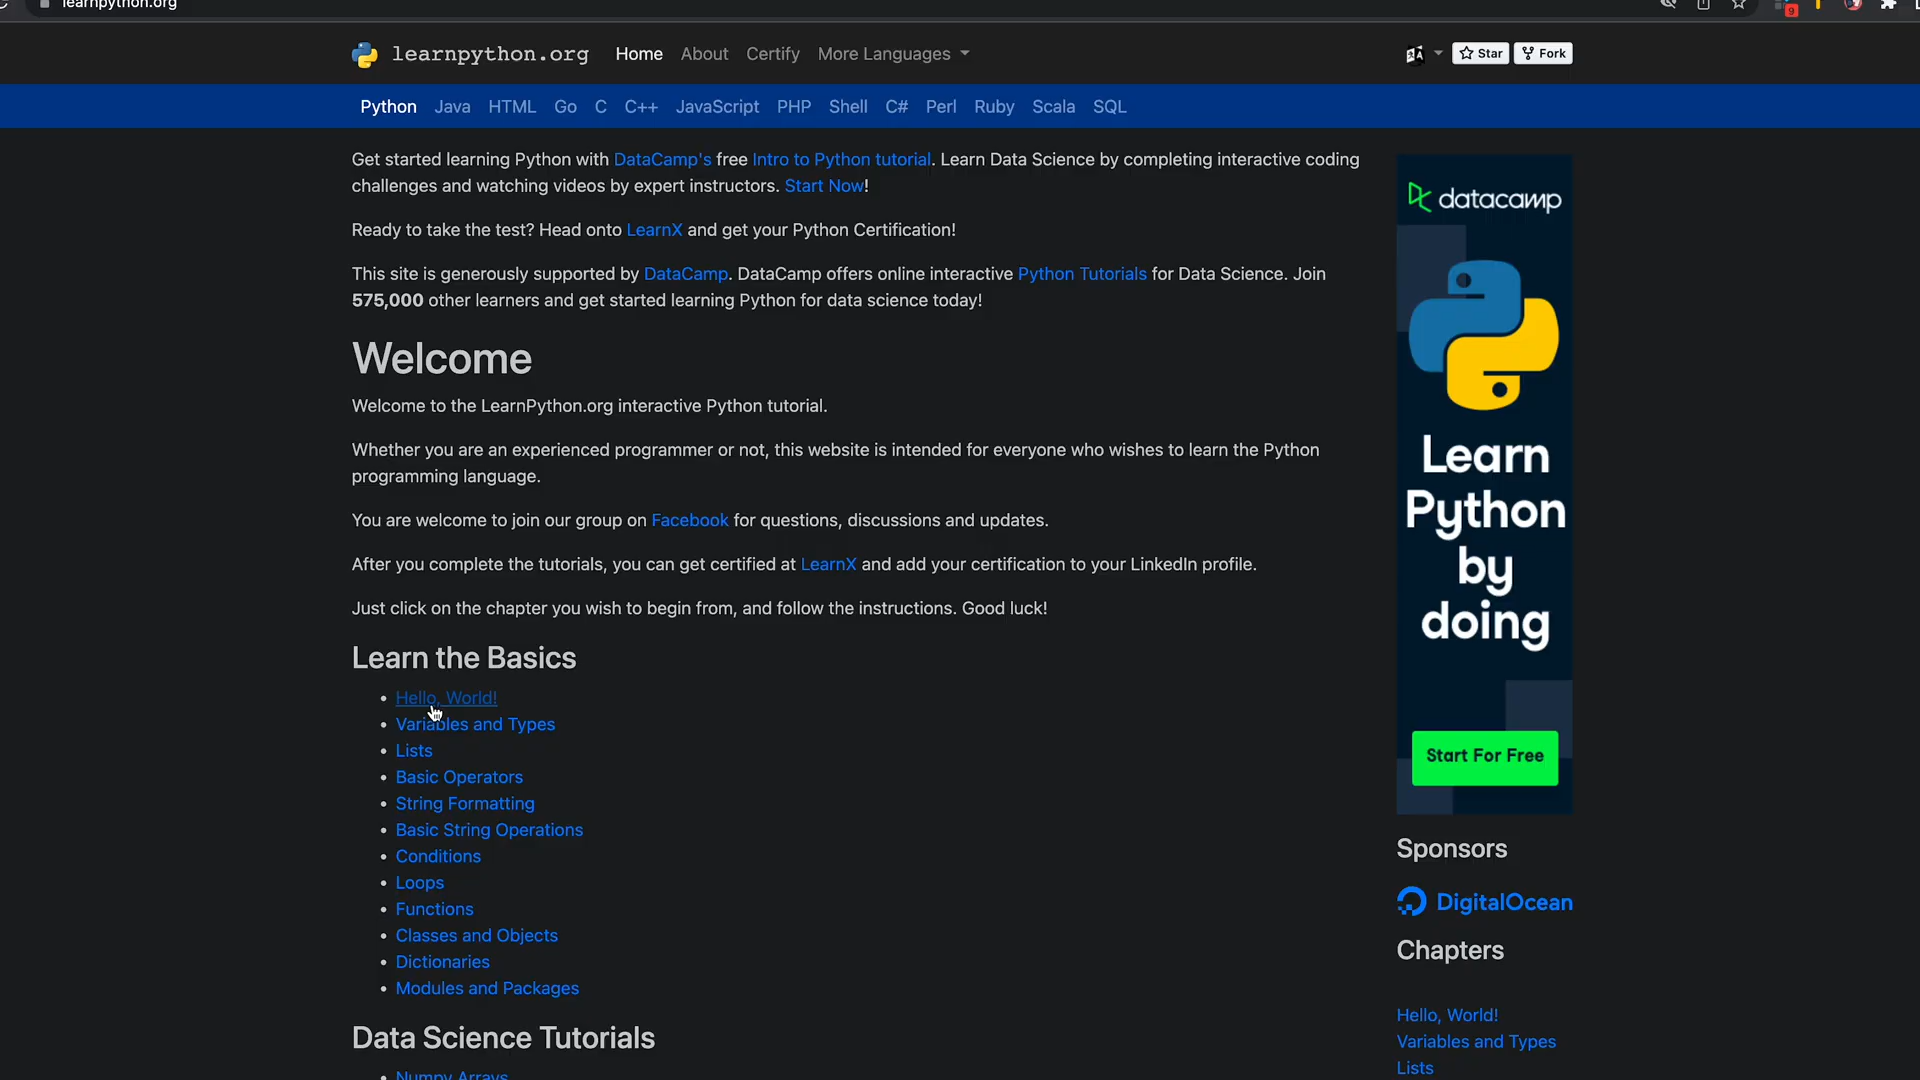 learnpython.org
9
learnpython.org Home About Certify More Languages
Star Fork
Python Java HTML Go C C++ JavaScript PHP Shell C# Perl Ruby Scala SQL
Get started learning Python with DataCamp's free Intro to Python tutorial. Learn Data Science by completing interactive coding
challenges and watching videos by expert instructors. Start Now!
Ready to take the test? Head onto LearnX and get your Python Certification!
This site is generously supported by DataCamp. DataCamp offers online interactive Python Tutorials for Data Science. Join
575,000 other learners and get started learning Python for data science today!
Welcome
Welcome to the LearnPython.org interactive Python tutorial.
Whether you are an experienced programmer or not, this website is intended for everyone who wishes to learn the Python
programming language.
You are welcome to join our group on Facebook for questions, discussions and updates.
After you complete the tutorials, you can get certified at LearnX and add your certification to your LinkedIn profile.
Just click on the chapter you wish to begin from, and follow the instructions. Good luck!
Learn the Basics
Hello, World!
Variables and Types
Lists
Basic Operators
String Formatting
Basic String Operations
Conditions
Loops
Functions
Classes and Objects
Dictionaries
Modules and Packages
Data Science Tutorials
Numpy Arrays
datacamp
Learn
Python
by
doing
Start For Free
Sponsors
DigitalOcean
Chapters
Hello, World!
Variables and Types
Lists